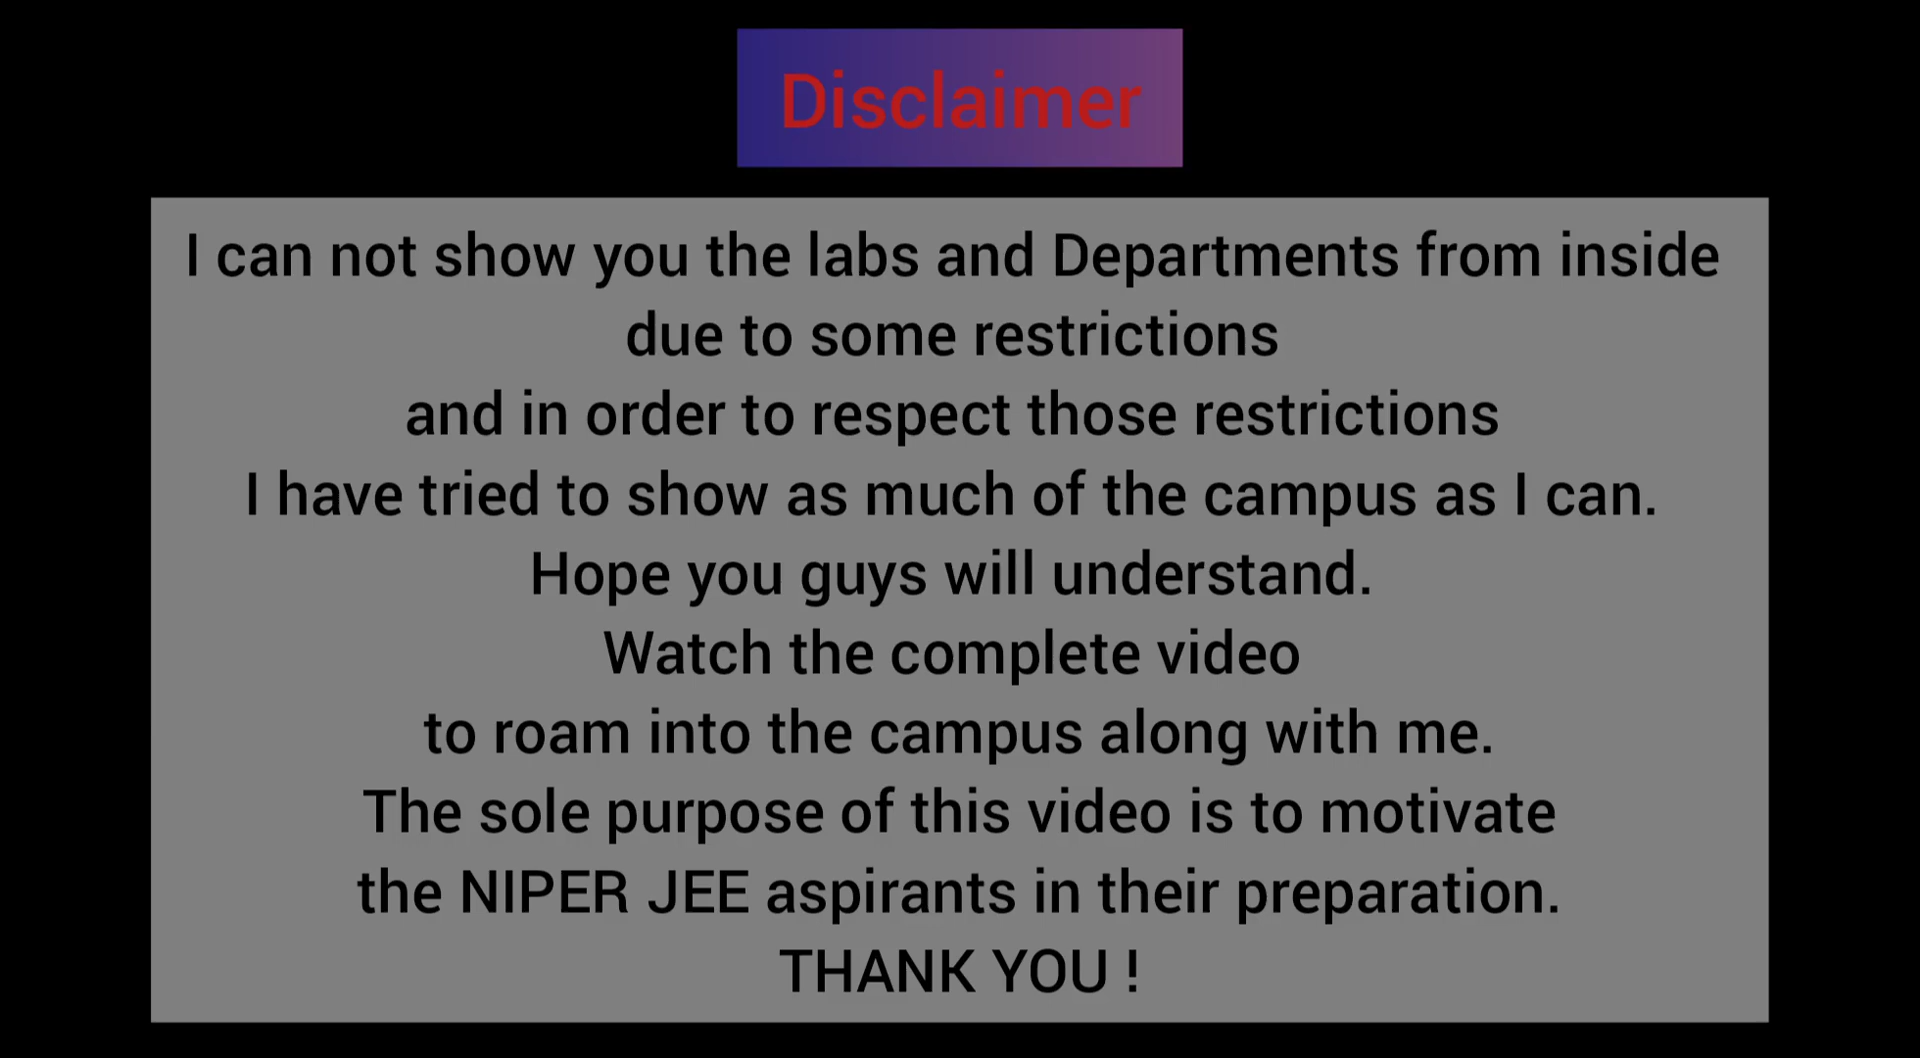 Disclaimer
I can not show you the labs and Departments from inside
due to some restrictions
and in order to respect those restrictions
I have tried to show as much of the campus as I can.
Hope you guys will understand.
Watch the complete video
to roam into the campus along with me.
The sole purpose of this video is to motivate
the NIPER JEE aspirants in their preparation.
THANK YOU !